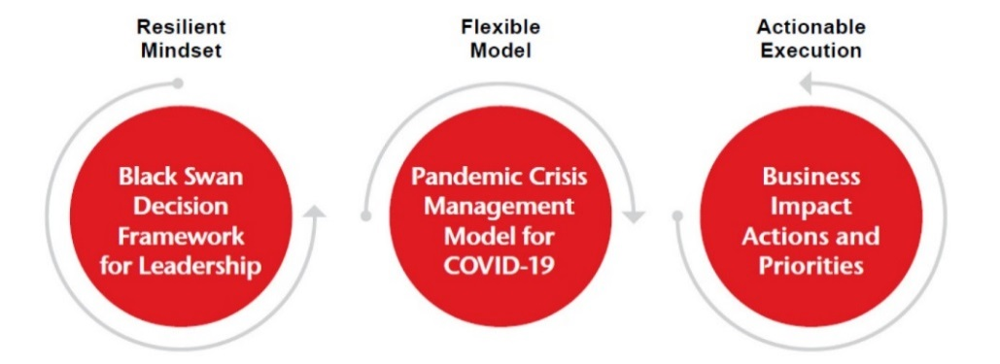 Resilient
Mindset
Flexible
Model
Actionable
Execution
Black Swan
Decision
Framework
for Leadership
Pandemic Crisis
Management
Model for
COVID-19
Business
Impact
Actions and
Priorities